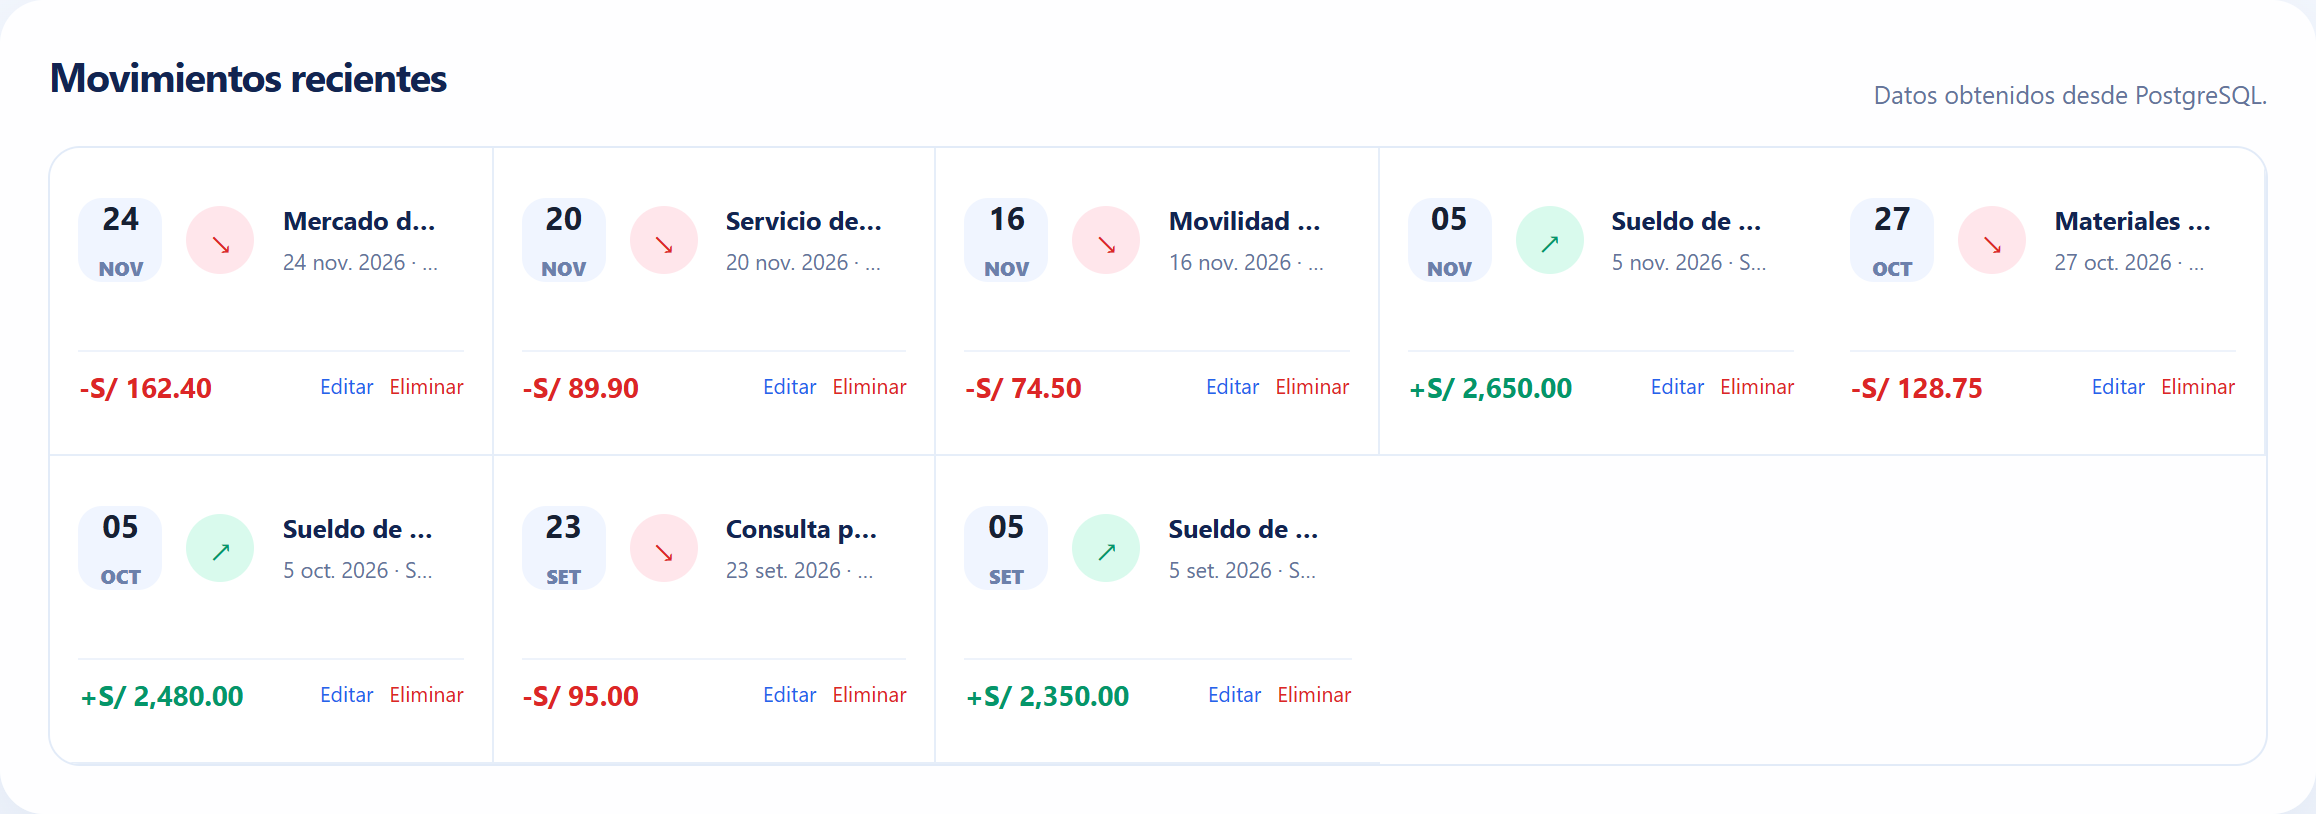 Movimientos recientes
Datos obtenidos desde PostgreSQL.
24
NOV
Mercado d...
24 nov. 2026 · ...
-S/ 162.40
Editar Eliminar
20
NOV
Servicio de...
20 nov. 2026 · ...
-S/ 89.90
Editar Eliminar
16
NOV
Movilidad ...
16 nov. 2026 · ...
-S/ 74.50
Editar Eliminar
05
NOV
Sueldo de ...
5 nov. 2026 · S...
+S/ 2,650.00
Editar Eliminar
27
OCT
Materiales ...
27 oct. 2026 · ...
-S/ 128.75
Editar Eliminar
05
OCT
Sueldo de ...
5 oct. 2026 · S...
+S/ 2,480.00
Editar Eliminar
23
SET
Consulta p...
23 set. 2026 · ...
-S/ 95.00
Editar Eliminar
05
SET
Sueldo de ...
5 set. 2026 · S...
+S/ 2,350.00
Editar Eliminar